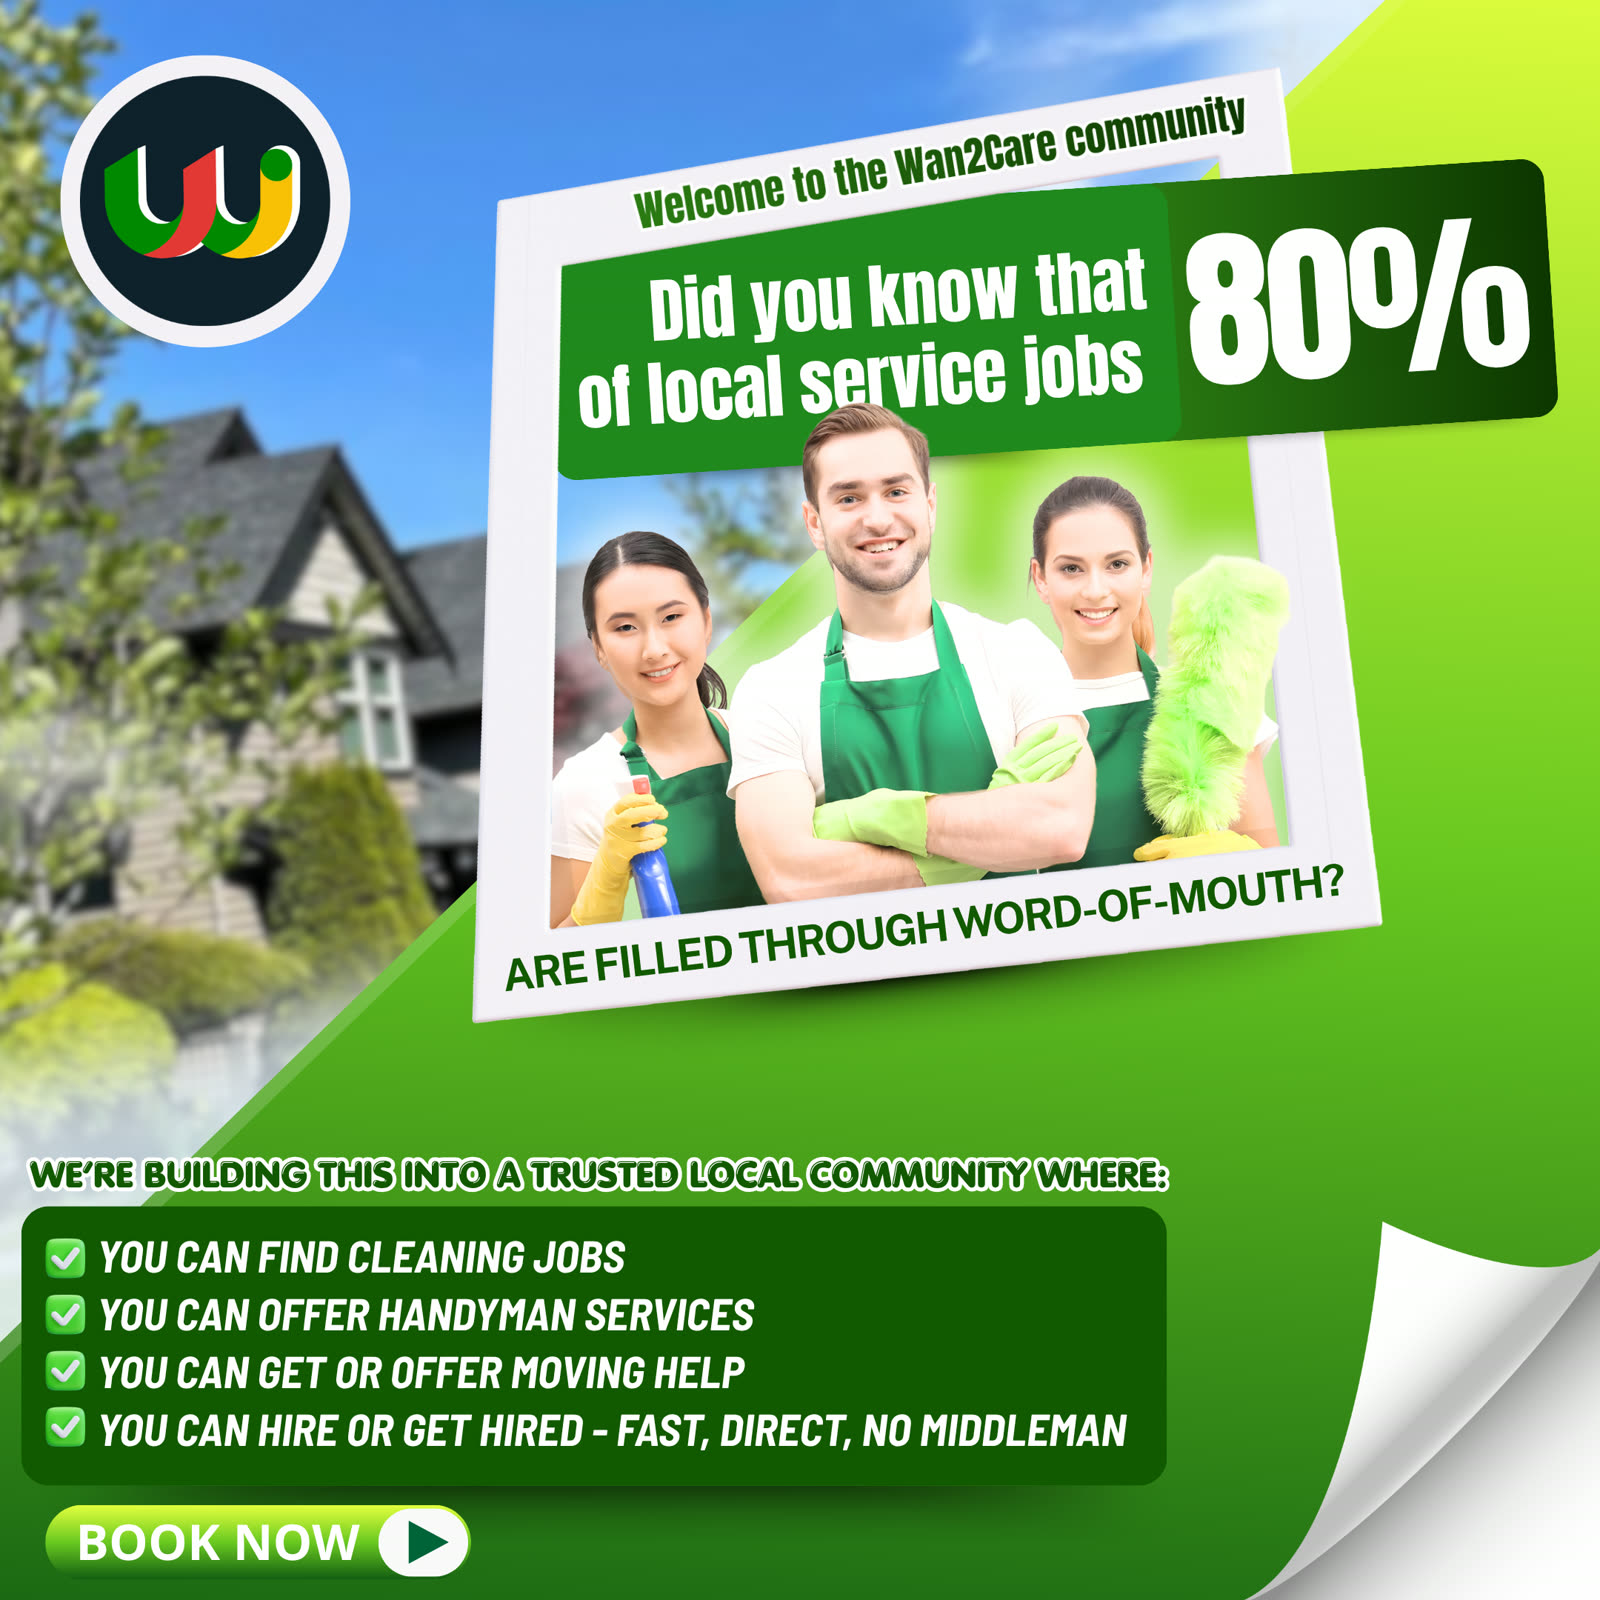 Welcome to the Wan2Care community
Did you know that
80%
of local service jobs
ARE FILLED THROUGH WORD-OF-MOUTH?
WE'RE BUILDING THIS INTO A TRUSTED LOCAL COMMUNITY WHERE:
YOU CAN FIND CLEANING JOBS
YOU CAN OFFER HANDYMAN SERVICES
YOU CAN GET OR OFFER MOVING HELP
YOU CAN HIRE OR GET HIRED - FAST, DIRECT, NO MIDDLEMAN
BOOK NOW